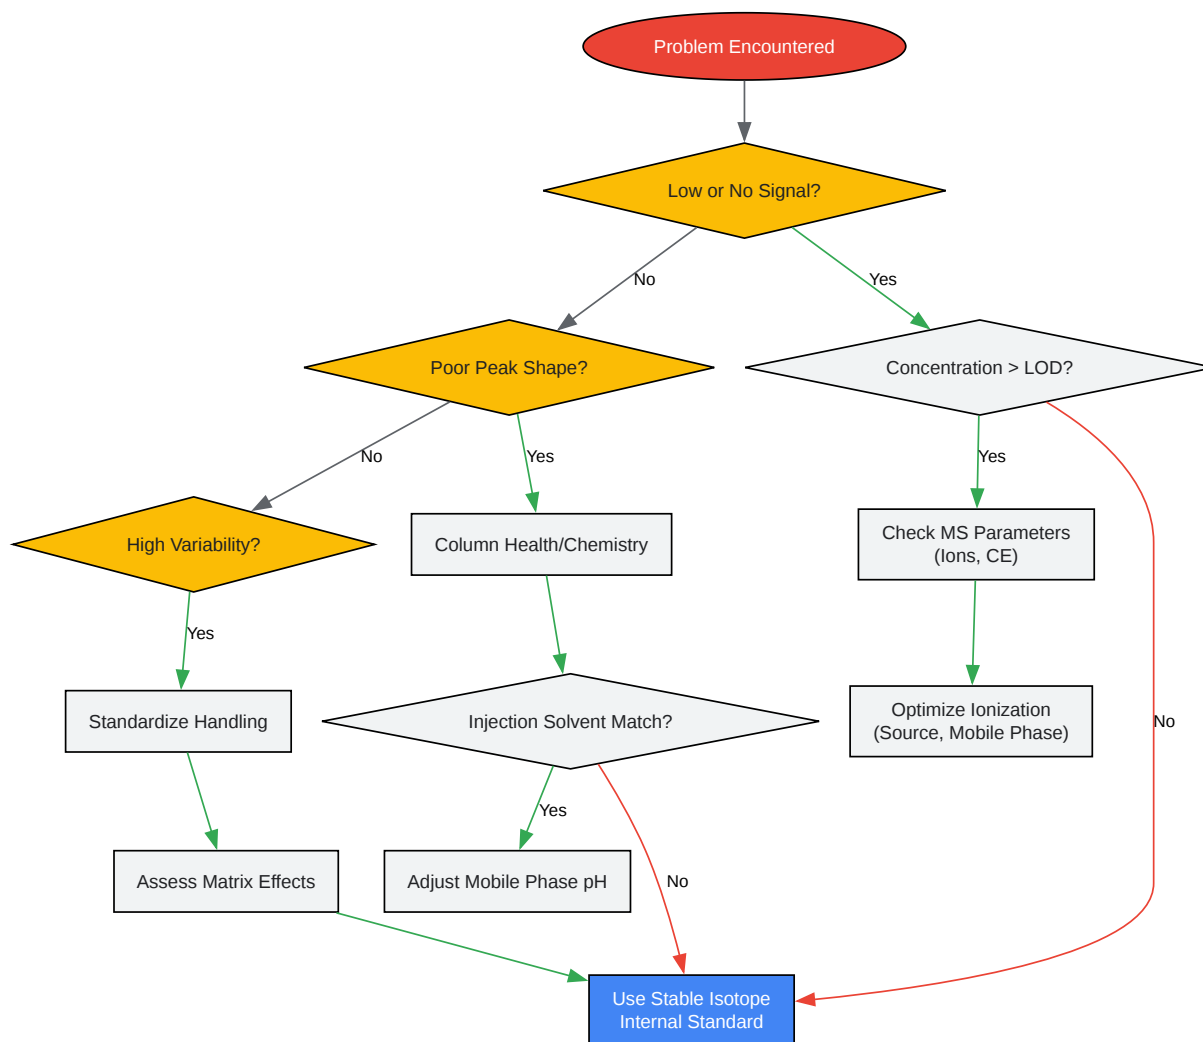 Problem Encountered
Low or No Signal?
No
Yes
Poor Peak Shape?
Concentration > LOD?
No
Yes
Yes
High Variability?
Column Health/Chemistry
Check MS Parameters
(Ions, CE)
Yes
Standardize Handling
Injection Solvent Match?
Optimize Ionization
(Source, Mobile Phase)
No
Yes
Assess Matrix Effects
Adjust Mobile Phase pH
No
Use Stable Isotope
Internal Standard